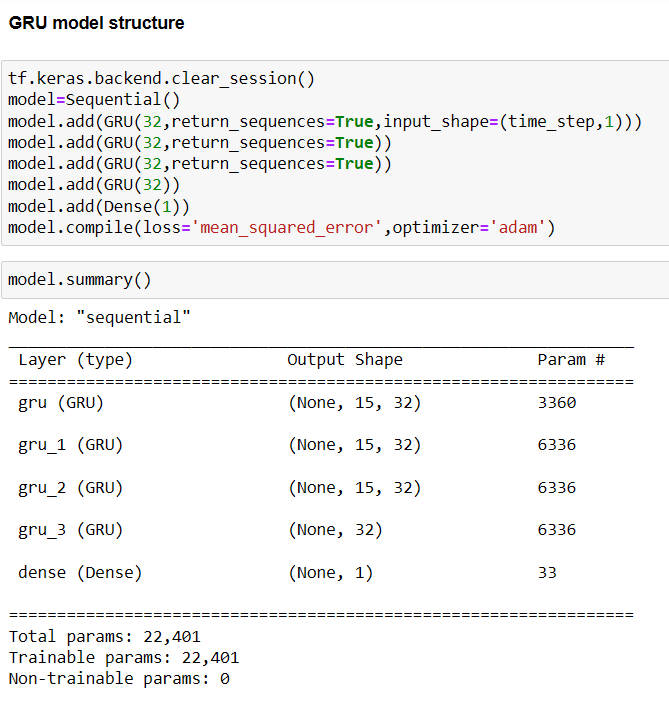 GRU model structure
tf.keras.backend.clear_session()
model=Sequential()
model.add(GRU(32,return_sequences=True,input_shape=(time_step,1)))
model.add(GRU(32,return_sequences=True))
model.add(GRU(32,return_sequences=True))
model.add(GRU(32))
model.add(Dense(1))
model.compile(loss='mean_squared_error',optimizer='adam')
model.summary()
Model: "sequential"
_________________________________________________________________
Layer (type) Output Shape Param #
=================================================================
gru (GRU) (None, 15, 32) 3360
gru_1 (GRU) (None, 15, 32) 6336
gru_2 (GRU) (None, 15, 32) 6336
gru_3 (GRU) (None, 32) 6336
dense (Dense) (None, 1) 33
=================================================================
Total params: 22,401
Trainable params: 22,401
Non-trainable params: 0